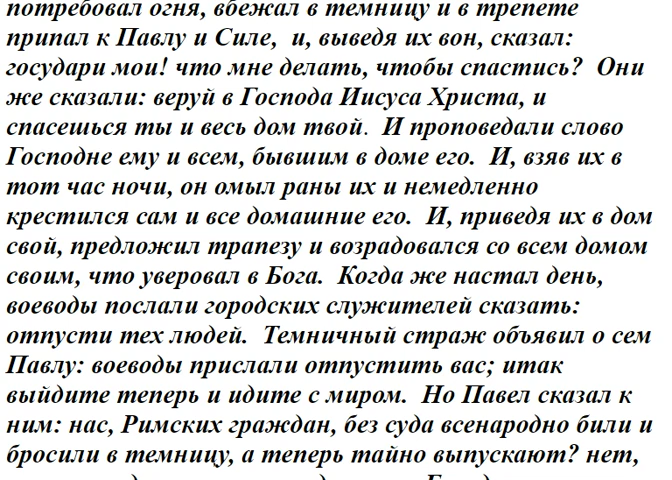 потребовал огня, вбежал в темницу и в трепете
припал к Павлу и Силе,  и, выведя их вон, сказал:
государи мои! что мне делать, чтобы спастись?  Они
же сказали: веруй в Господа Иисуса Христа, и
спасешься ты и весь дом твой.  И проповедали слово
Господне ему и всем, бывшим в доме его.  И, взяв их в
тот час ночи, он омыл раны их и немедленно
крестился сам и все домашние его.  И, приведя их в дом
свой, предложил трапезу и возрадовался со всем домом
своим, что уверовал в Бога.  Когда же настал день,
воеводы послали городских служителей сказать:
отпусти тех людей.  Темничный страж объявил о сем
Павлу: воеводы прислали отпустить вас; итак
выйдите теперь и идите с миром.  Но Павел сказал к
ним: нас, Римских граждан, без суда всенародно били и
бросили в темницу, а теперь тайно выпускают? нет,